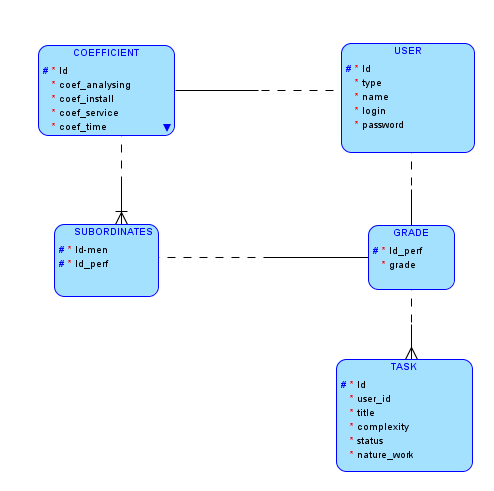 COEFFICIENT
# * Id
* coef_analysing
* coef_install
* coef_service
* coef_time
USER
# * Id
* type
* name
* login
* password
SUBORDINATES
# * Id-men
# * Id_perf
GRADE
# * Id_perf
* grade
TASK
# * Id
* user_id
* title
* complexity
* status
* nature_work